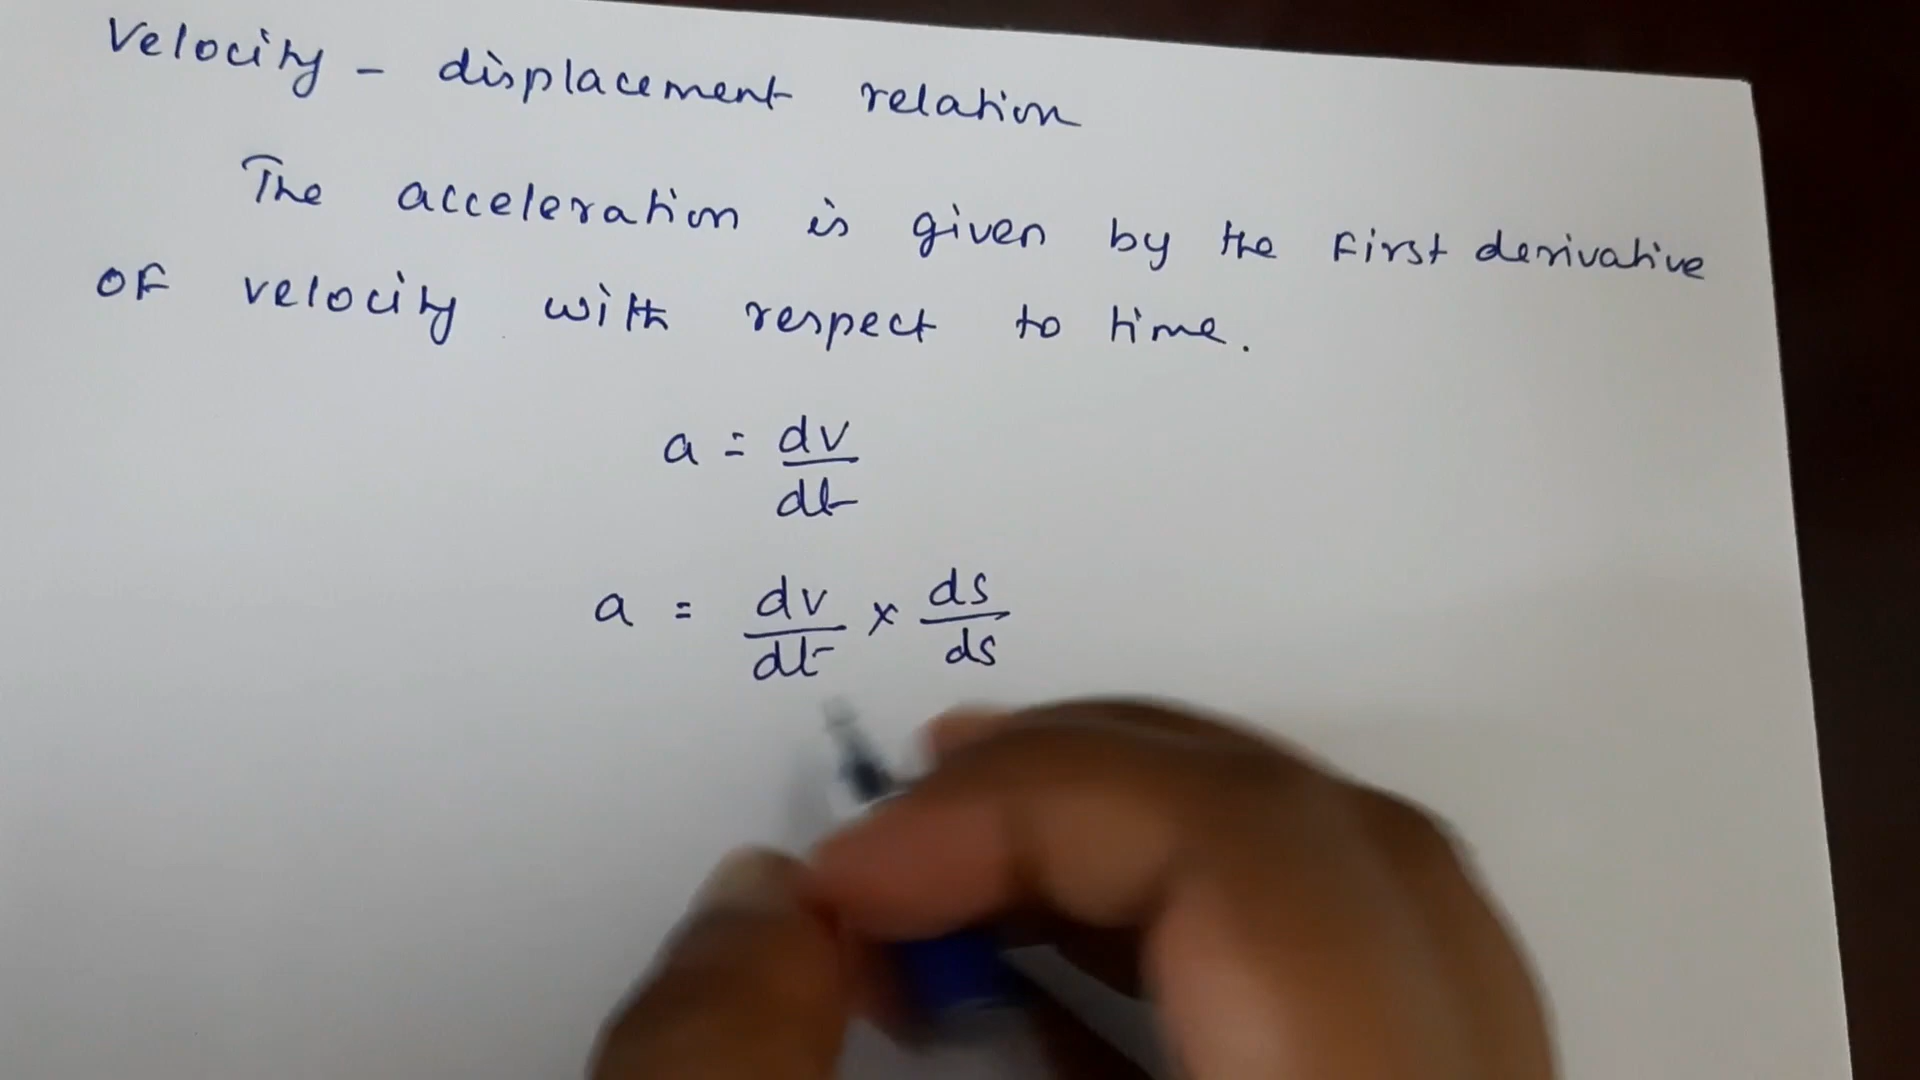 Velocity - displacement relation
The acceleration is given by the first derivative
of velocity with respect to time.
a = dv/dt
a = dv/dt × ds/ds